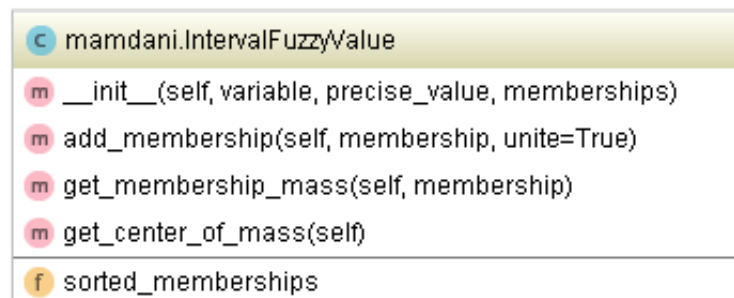 C mamdani.IntervalFuzzyValue
m __init__(self, variable, precise_value, memberships)
m add_membership(self, membership, unite=True)
m get_membership_mass(self, membership)
m get_center_of_mass(self)
f sorted_memberships